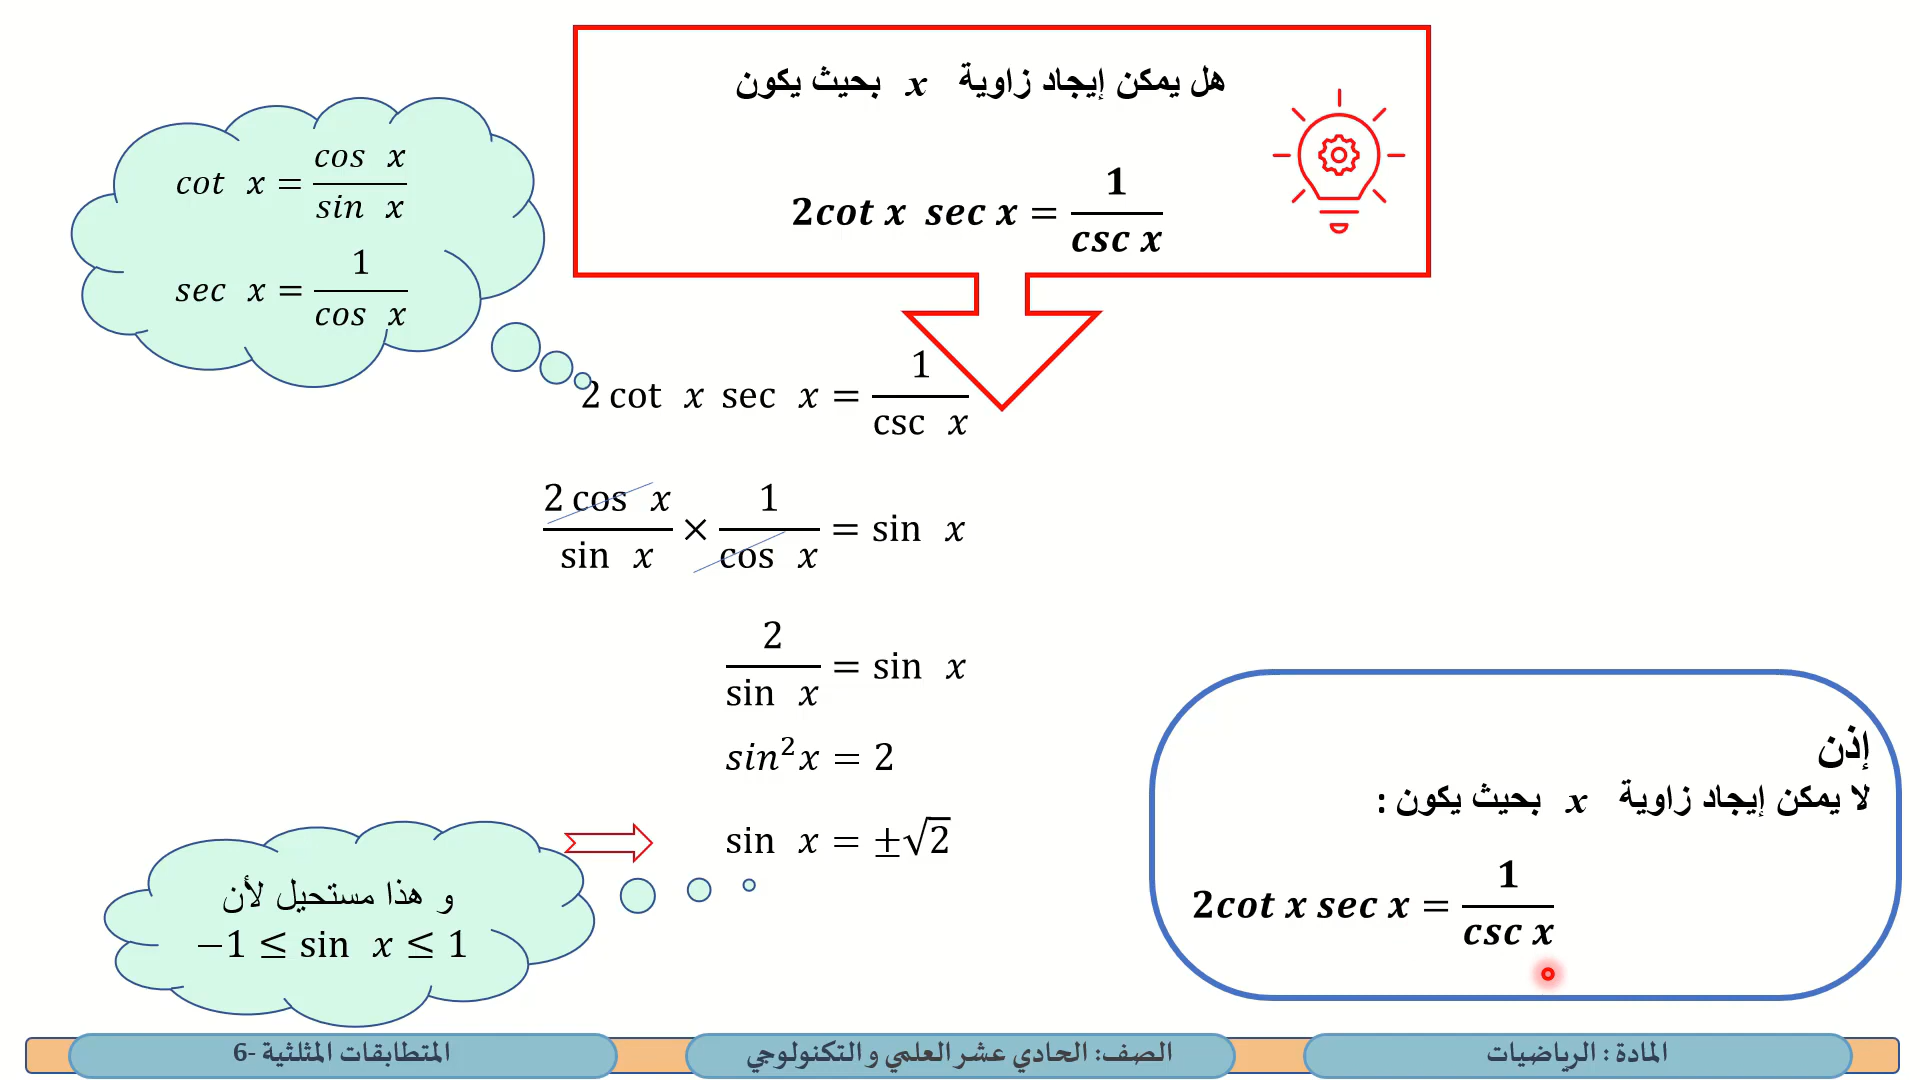 هل يمكن إيجاد زاوية x بحيث يكون
2cot x sec x = 1/csc x
cot x = cos x/sin x
sec x = 1/cos x
2 cot x sec x = 1/csc x
2 cos x/sin x × 1/cos x = sin x
2/sin x = sin x
sin²x = 2
sin x = ±√2
و هذا مستحيل لأن
−1 ≤ sin x ≤ 1
إذن
لا يمكن إيجاد زاوية x بحيث يكون :
2cot x sec x = 1/csc x
المادة : الرياضيات
الصف: الحادي عشر العلمي و التكنولوجي
المتطابقات المثلثية -6